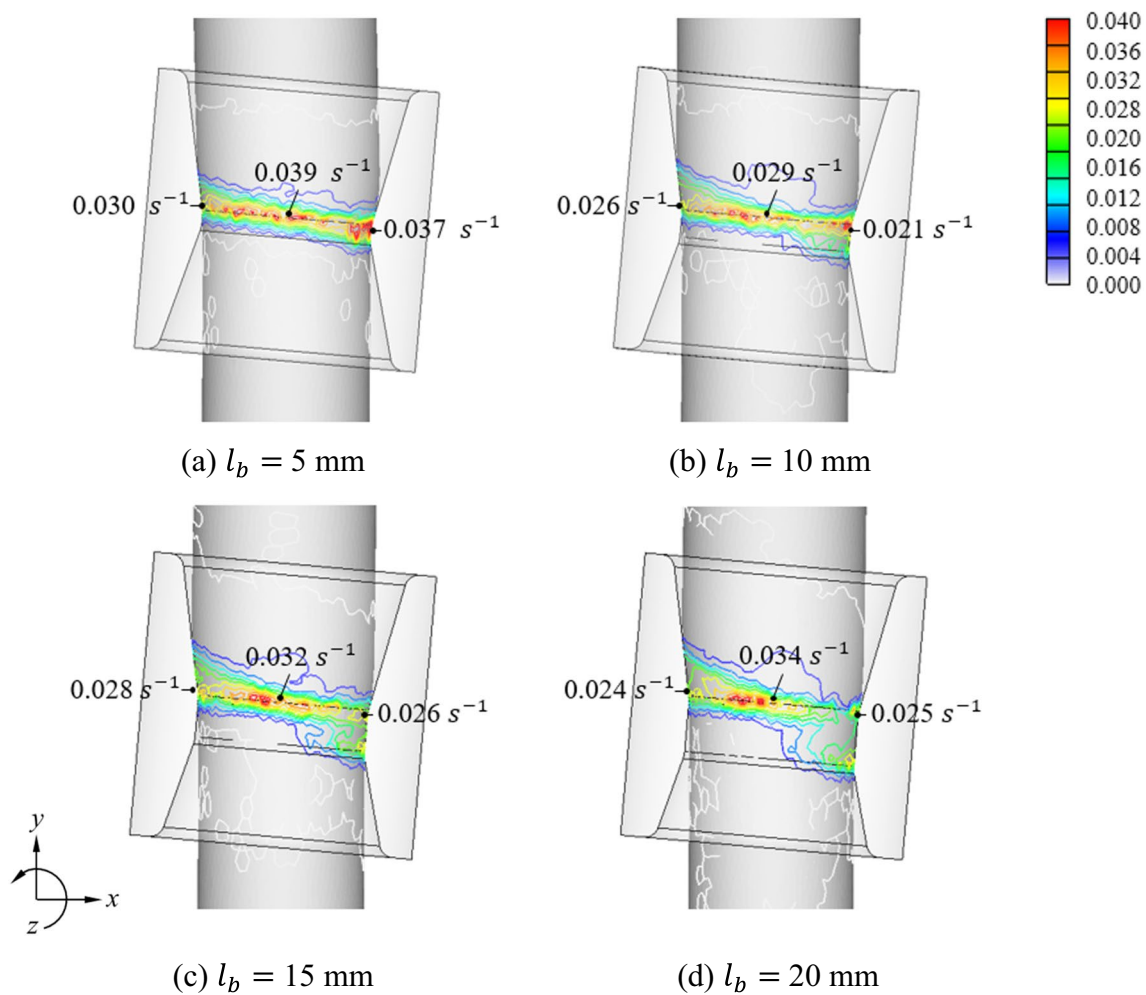 0.040
0.036
0.032
0.028
0.020
0.016
0.012
0.008
0.004
0.000
0.039 s⁻¹
0.030 s⁻¹
0.037 s⁻¹
0.029 s⁻¹
0.026 s⁻¹
0.021 s⁻¹
(a) l_b = 5 mm
(b) l_b = 10 mm
0.032 s⁻¹
0.028 s⁻¹
0.026 s⁻¹
0.034 s⁻¹
0.024 s⁻¹
0.025 s⁻¹
y
x
z
(c) l_b = 15 mm
(d) l_b = 20 mm